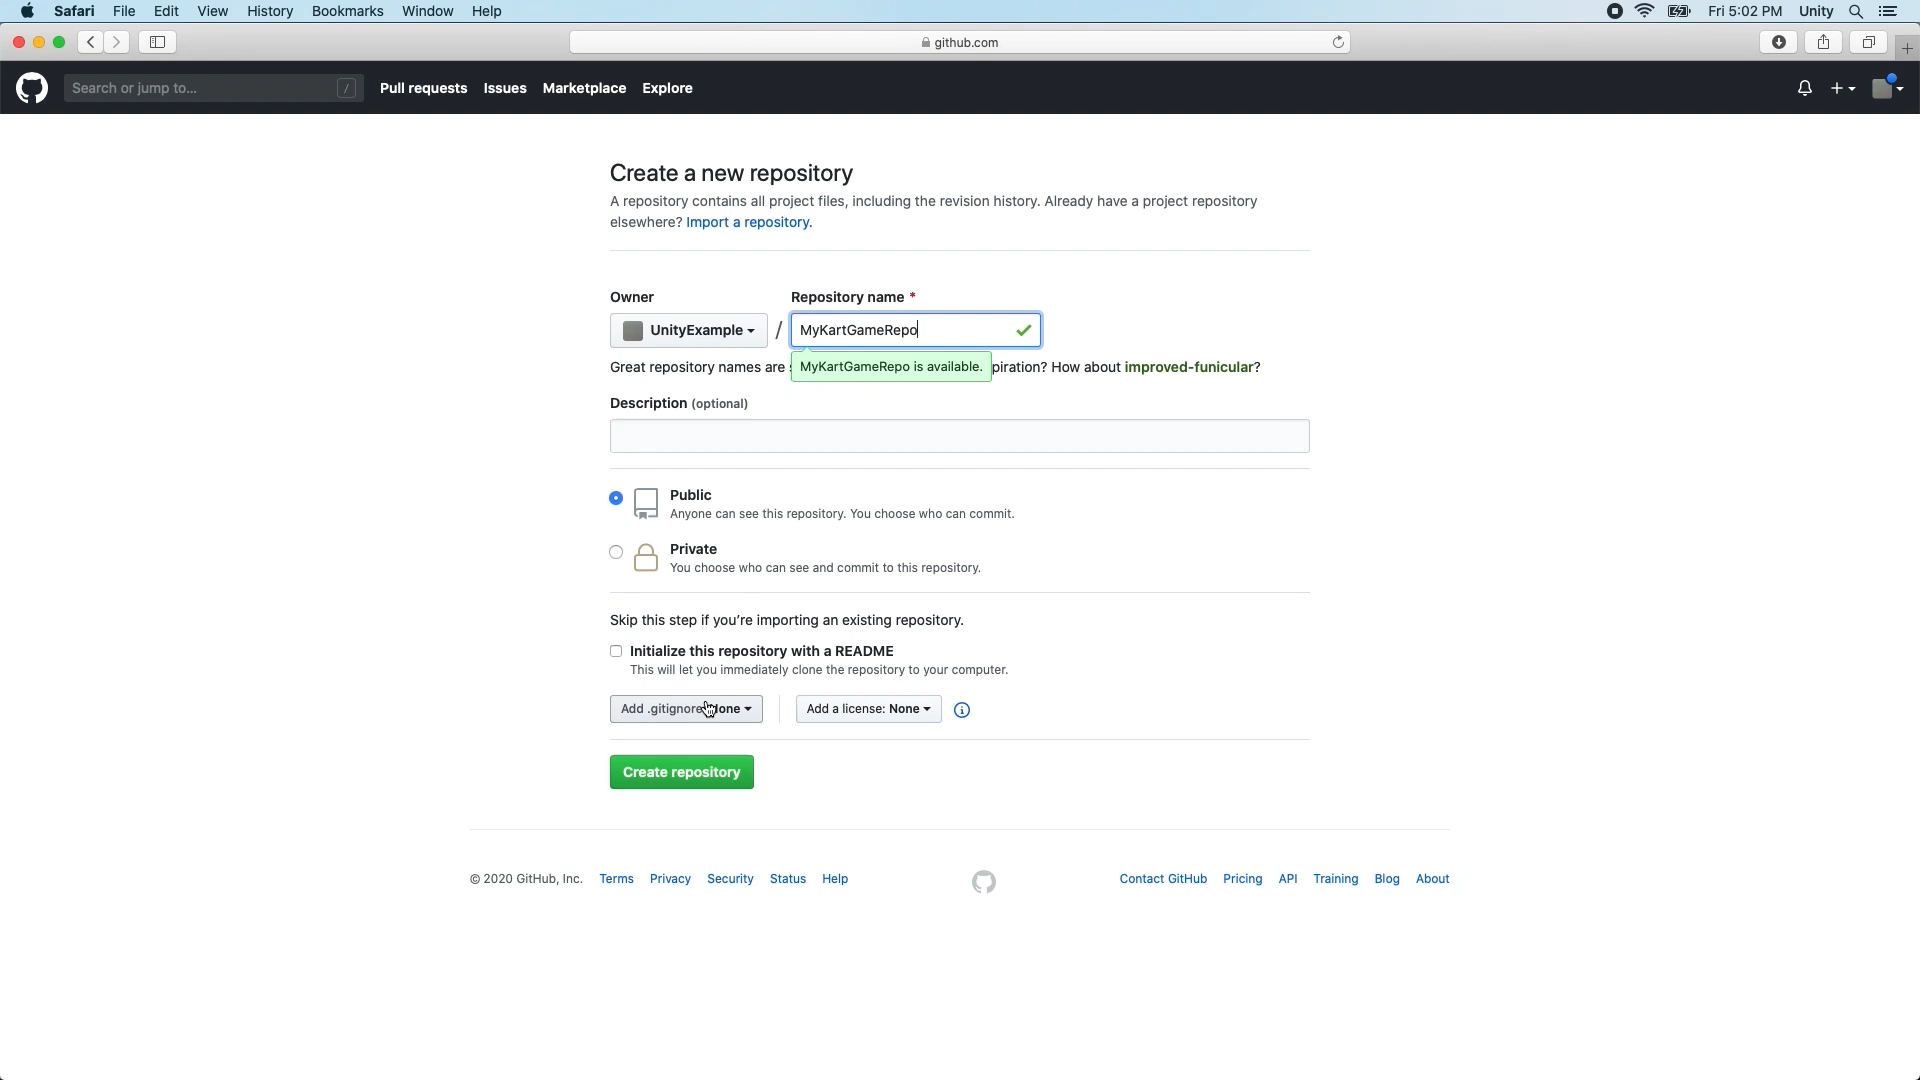 Safari File Edit View History Bookmarks Window Help Fri 5:02 PM Unity
github.com
Search or jump to... / Pull requests Issues Marketplace Explore
Create a new repository
A repository contains all project files, including the revision history. Already have a project repository
elsewhere? Import a repository.
Owner Repository name *
UnityExample / MyKartGameRepo
Great repository names are MyKartGameRepo is available. piration? How about improved-funicular?
Description (optional)
Public
Anyone can see this repository. You choose who can commit.
Private
You choose who can see and commit to this repository.
Skip this step if you're importing an existing repository.
Initialize this repository with a README
This will let you immediately clone the repository to your computer.
Add .gitignore Add a license: None
Create repository
© 2020 GitHub, Inc. Terms Privacy Security Status Help Contact GitHub Pricing API Training Blog About